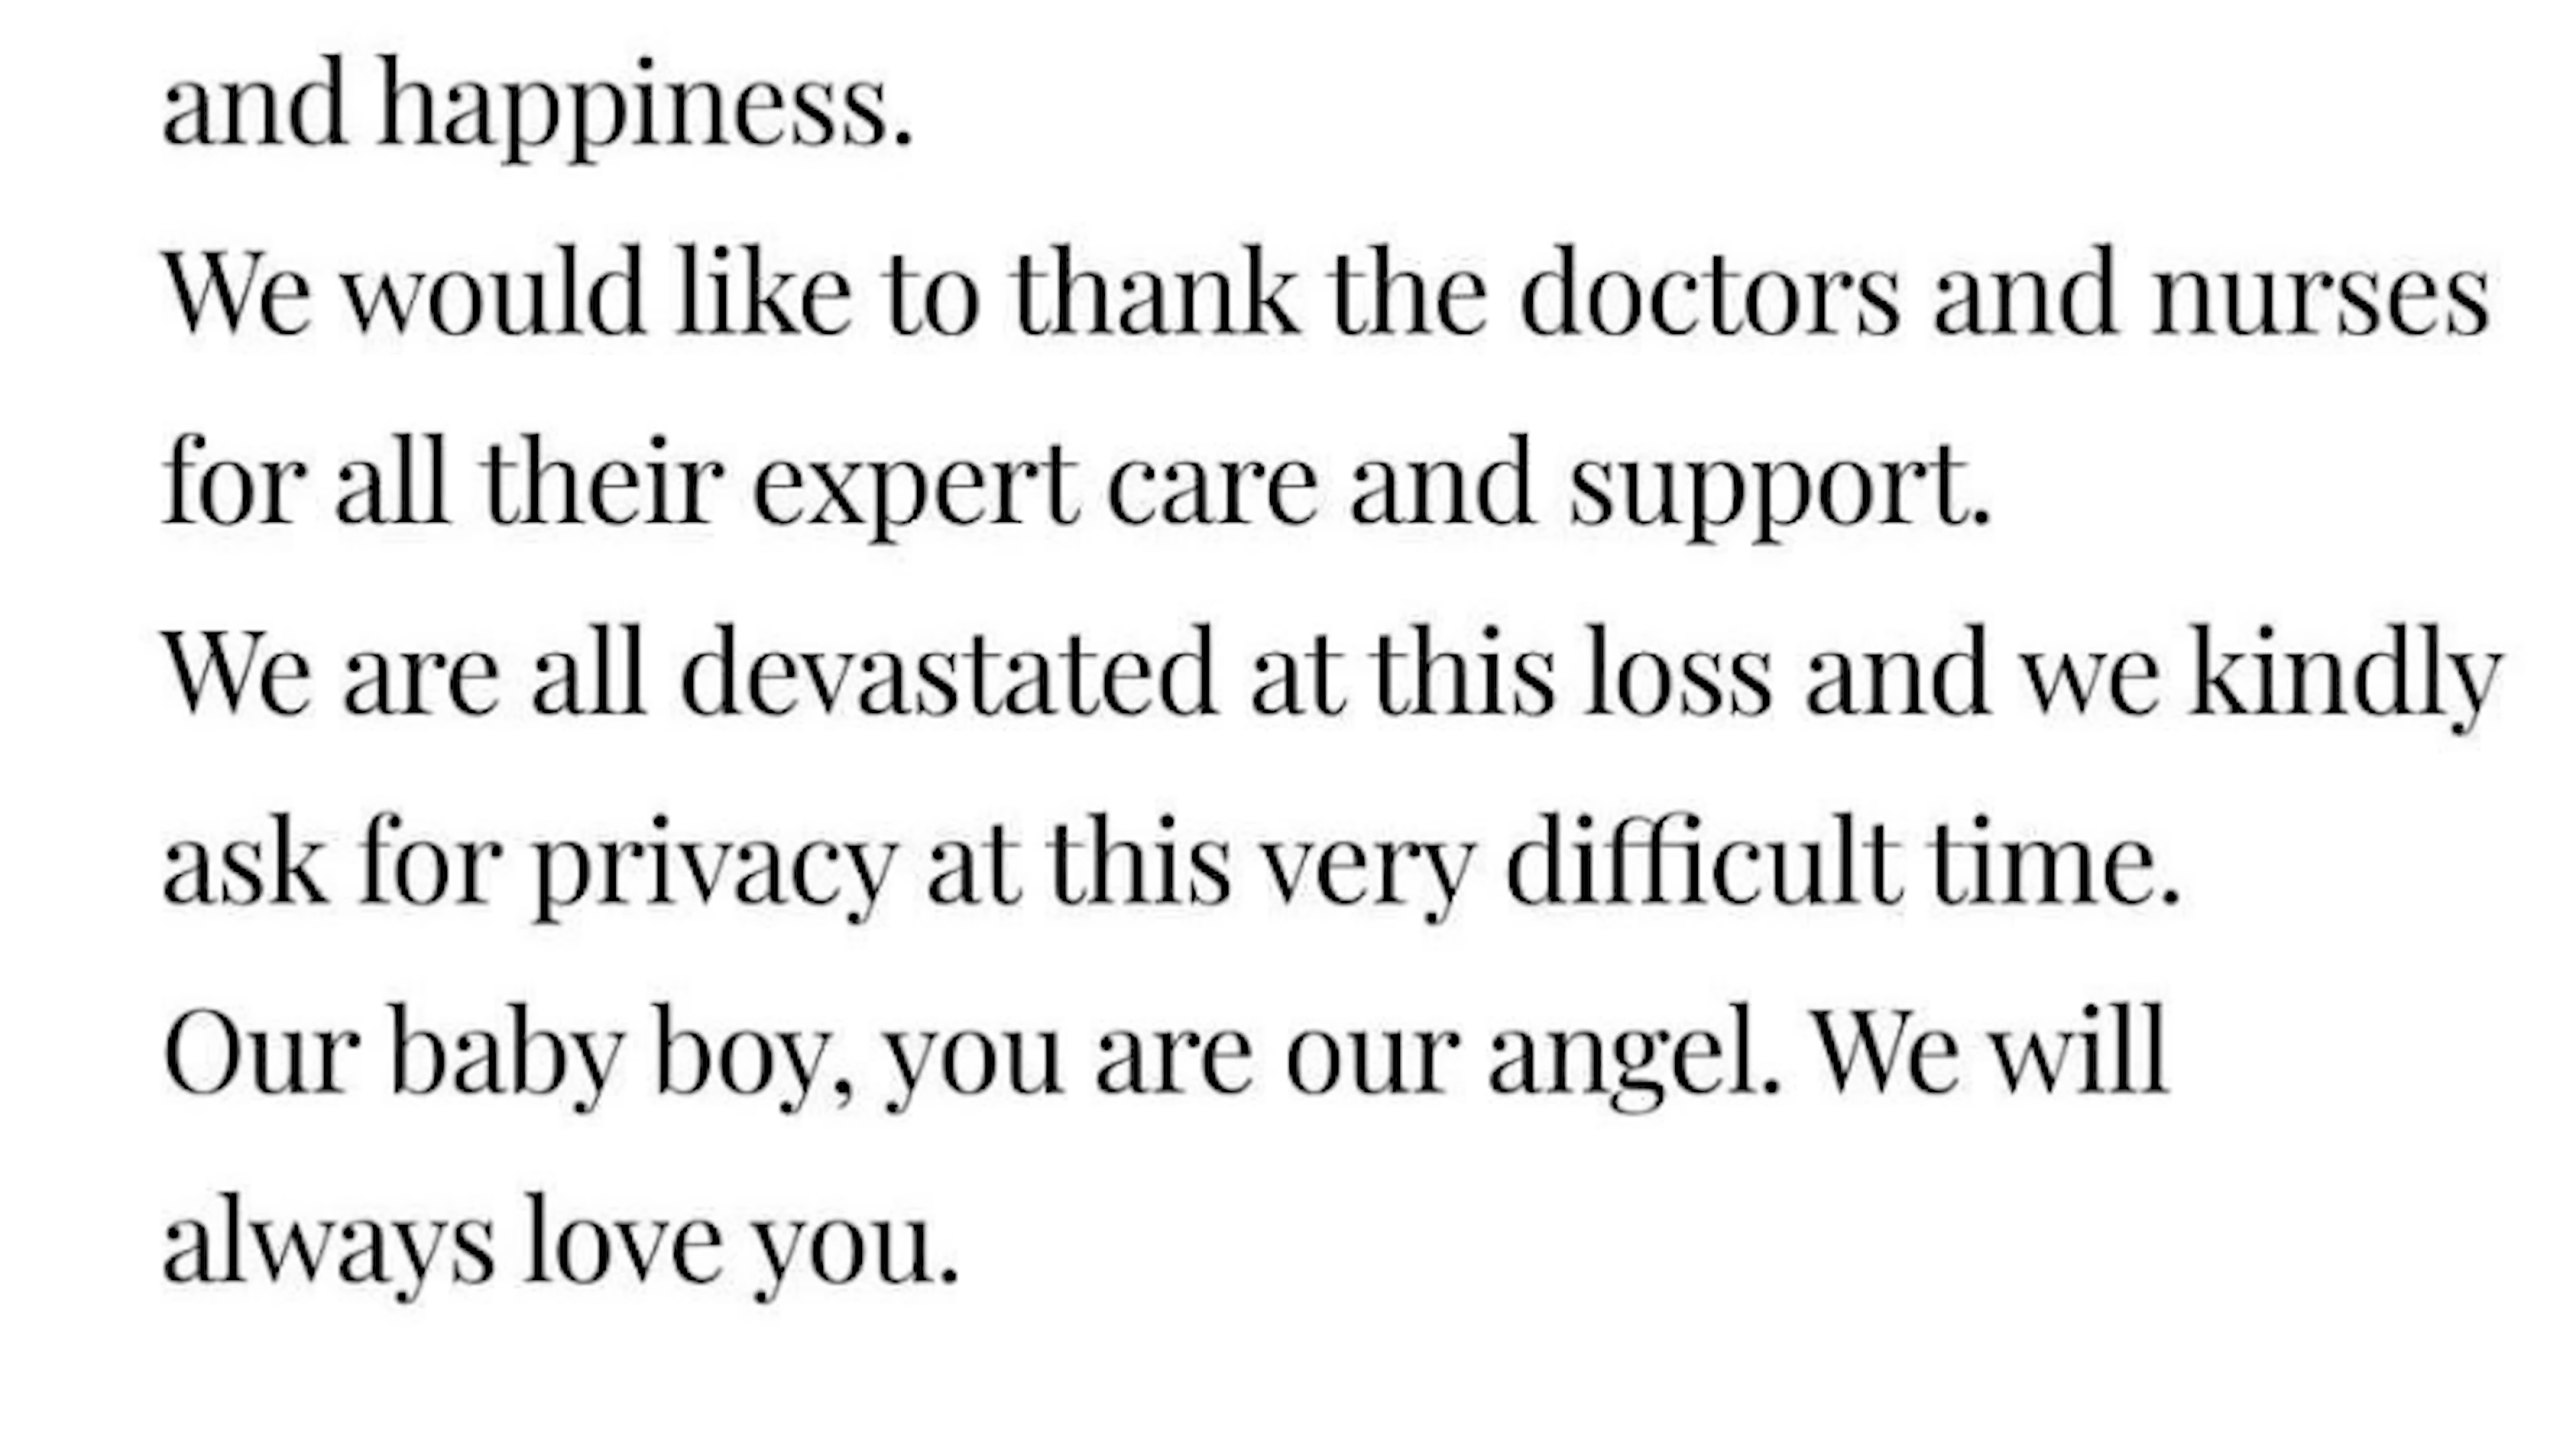 and happiness.
We would like to thank the doctors and nurses
for all their expert care and support.
We are all devastated at this loss and we kindly
ask for privacy at this very difficult time.
Our baby boy, you are our angel. We will
always love you.